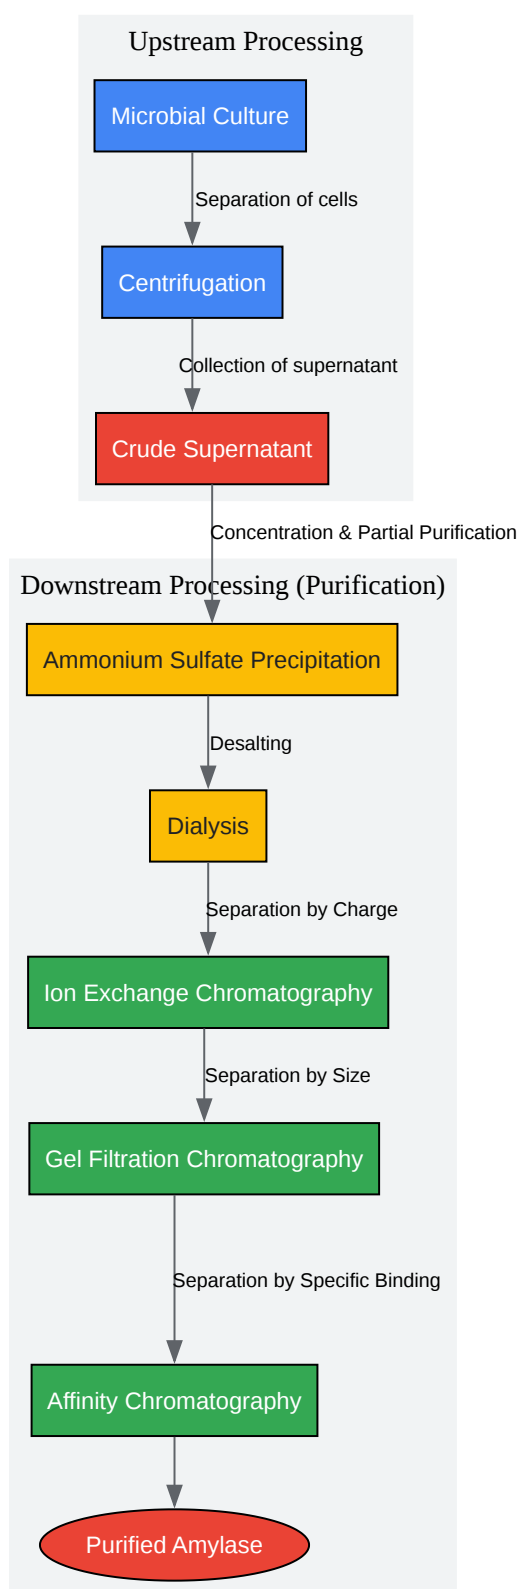 Upstream Processing
Microbial Culture
Separation of cells
Centrifugation
Collection of supernatant
Crude Supernatant
Concentration & Partial Purification
Downstream Processing (Purification)
Ammonium Sulfate Precipitation
Desalting
Dialysis
Separation by Charge
Ion Exchange Chromatography
Separation by Size
Gel Filtration Chromatography
Separation by Specific Binding
Affinity Chromatography
Purified Amylase